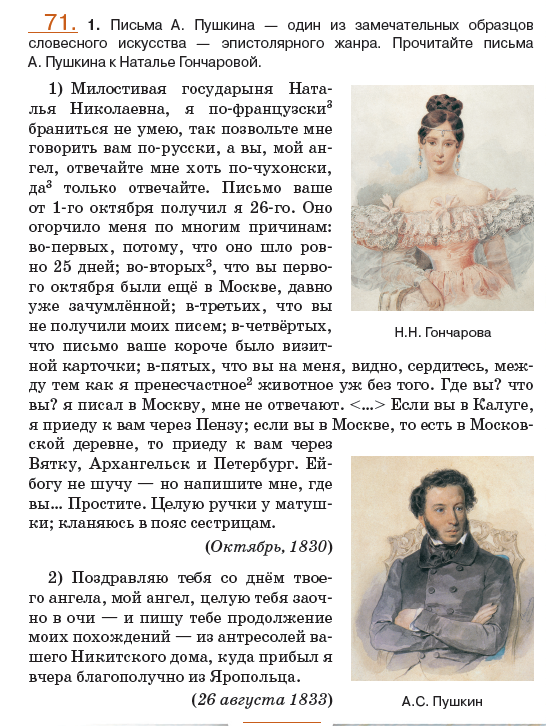 71. 1. Письма А. Пушкина — один из замечательных образцов
словесного искусства — эпистолярного жанра. Прочитайте письма
А. Пушкина к Наталье Гончаровой.
1) Милостивая государыня Ната-
лья Николаевна, я по-французски³
браниться не умею, так позвольте мне
говорить вам по-русски, а вы, мой ан-
гел, отвечайте мне хоть по-чухонски,
да³ только отвечайте. Письмо ваше
от 1-го октября получил я 26-го. Оно
огорчило меня по многим причинам:
во-первых, потому, что оно шло ров-
но 25 дней; во-вторых³, что вы перво-
го октября были ещё в Москве, давно
уже зачумлённой; в-третьих, что вы
не получили моих писем; в-четвёртых,
что письмо ваше короче было визит-
ной карточки; в-пятых, что вы на меня, видно, сердитесь, меж-
ду тем как я пренесчастное² животное уж без того. Где вы? что
вы? я писал в Москву, мне не отвечают. <...> Если вы в Калуге,
я приеду к вам через Пензу; если вы в Москве, то есть в Москов-
ской деревне, то приеду к вам через
Вятку, Архангельск и Петербург. Ей-
богу не шучу — но напишите мне, где
вы... Простите. Целую ручки у матуш-
ки; кланяюсь в пояс сестрицам.
(Октябрь, 1830)
2) Поздравляю тебя со днём твое-
го ангела, мой ангел, целую тебя заоч-
но в очи — и пишу тебе продолжение
моих похождений — из антресолей ва-
шего Никитского дома, куда прибыл я
вчера благополучно из Яропольца.
(26 августа 1833)
Н.Н. Гончарова
А.С. Пушкин